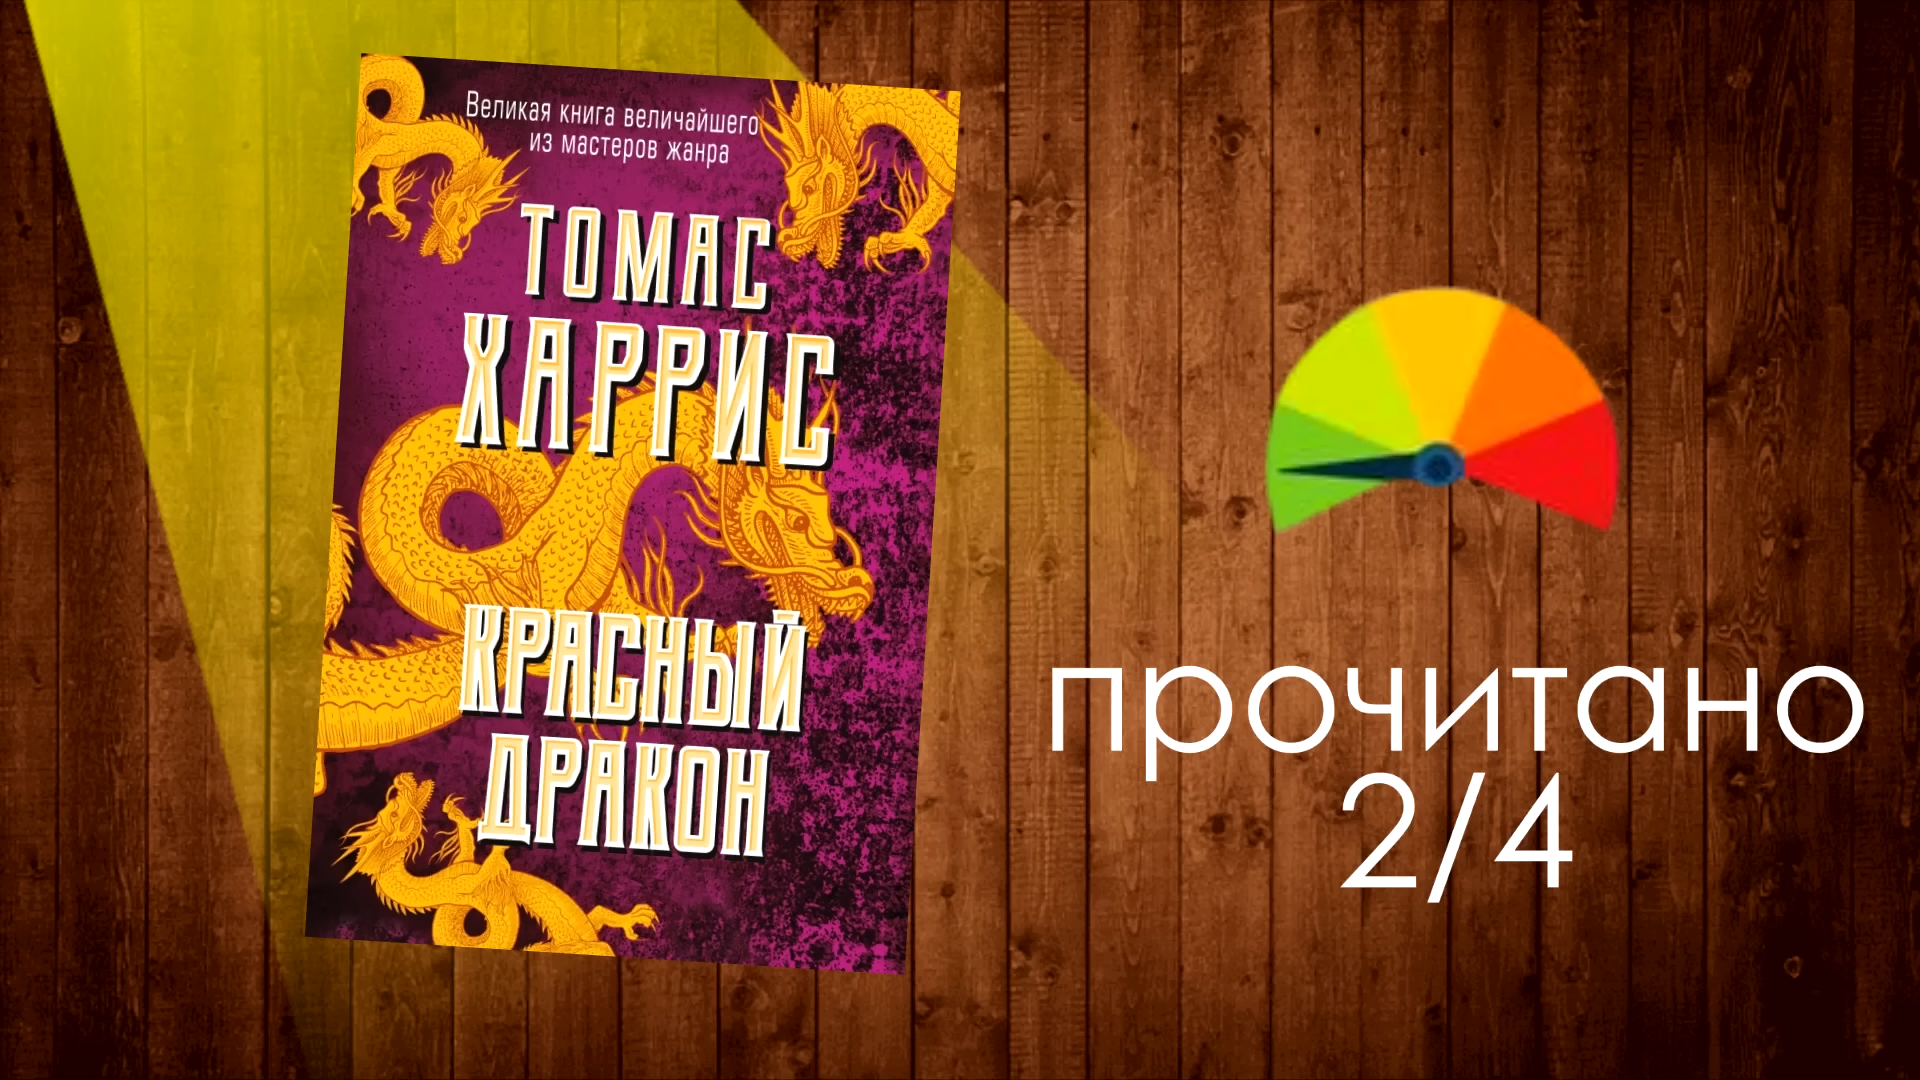 Великая книга величайшего
из мастеров жанра
ТОМАС
ХАРРИС
КРАСНЫЙ
ДРАКОН
прочитано
2/4